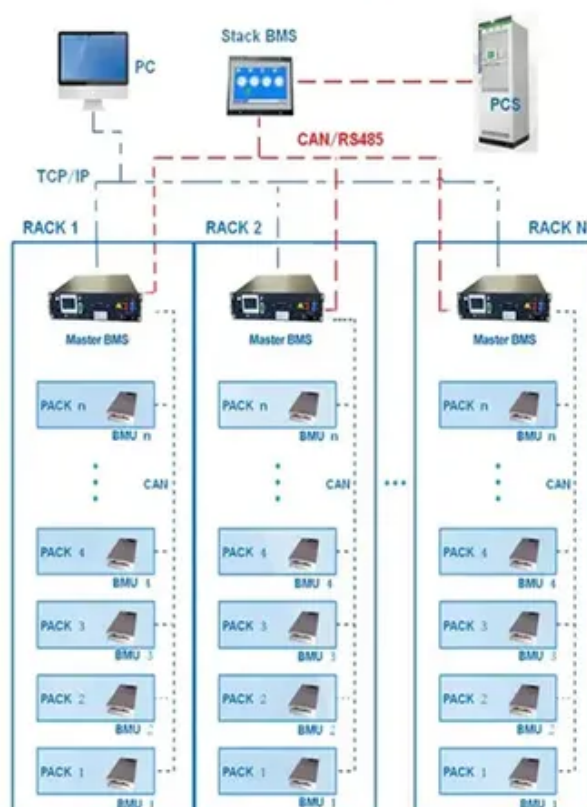 Stack BMS
PC
PCS
CAN/RS485
TCP/IP
RACK 1
RACK 2
RACK N
Master BMS
Master BMS
Master BMS
PACK n
BMU n
PACK n
BMU n
PACK n
BMU n
CAN
CAN
CAN
PACK 4
BMU 4
PACK 4
BMU 4
PACK 4
BMU 4
PACK 3
BMU 3
PACK 3
BMU 3
PACK 3
BMU 3
PACK 2
BMU 2
PACK 2
BMU 2
PACK 2
BMU 2
PACK 1
BMU 1
PACK 1
BMU 1
PACK 1
BMU 1